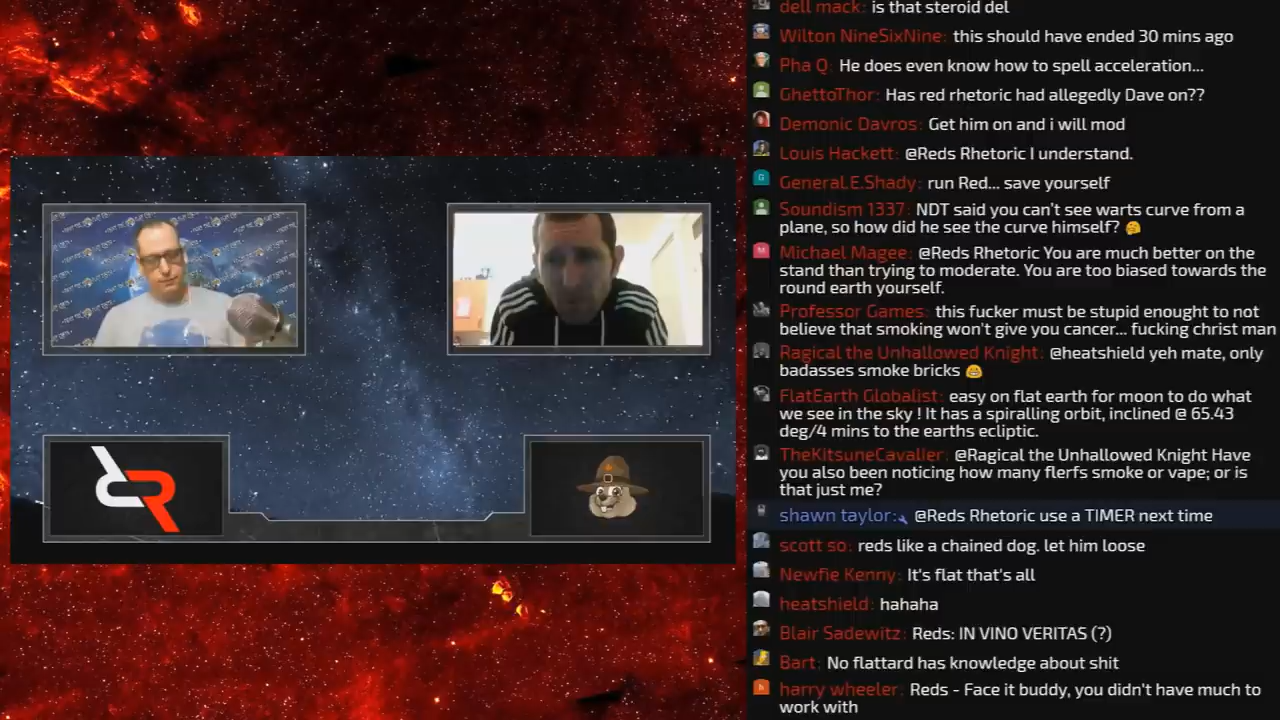 dell mack: is that steroid del
Wilton NineSixNine: this should have ended 30 mins ago
Pha Q: He does even know how to spell acceleration...
GhettoThor: Has red rhetoric had allegedly Dave on??
Demonic Davros: Get him on and i will mod
Louis Hackett: @Reds Rhetoric I understand.
G
GeneralE.Shady: run Red... save yourself
Soundism 1337: NDT said you can't see warts curve from a
plane, so how did he see the curve himself? 🤔
M
Michael Magee: @Reds Rhetoric You are much better on the
stand than trying to moderate. You are too biased towards the
round earth yourself.
Professor Games: this fucker must be stupid enought to not
believe that smoking won't give you cancer... fucking christ man
Ragical the Unhallowed Knight: @heatshield yeh mate, only
badasses smoke bricks 😁
FlatEarth Globalist: easy on flat earth for moon to do what
we see in the sky ! It has a spiralling orbit, inclined @ 65.43
deg/4 mins to the earths ecliptic.
TheKitsuneCavalier: @Ragical the Unhallowed Knight Have
you also been noticing how many flerfs smoke or vape; or is
that just me?
shawn taylor: @Reds Rhetoric use a TIMER next time
scott so: reds like a chained dog. let him loose
Newfie Kenny: It's flat that's all
heatshield: hahaha
Blair Sadewitz: Reds: IN VINO VERITAS (?)
Bart: No flattard has knowledge about shit
h
harry wheeler: Reds - Face it buddy, you didn't have much to
work with